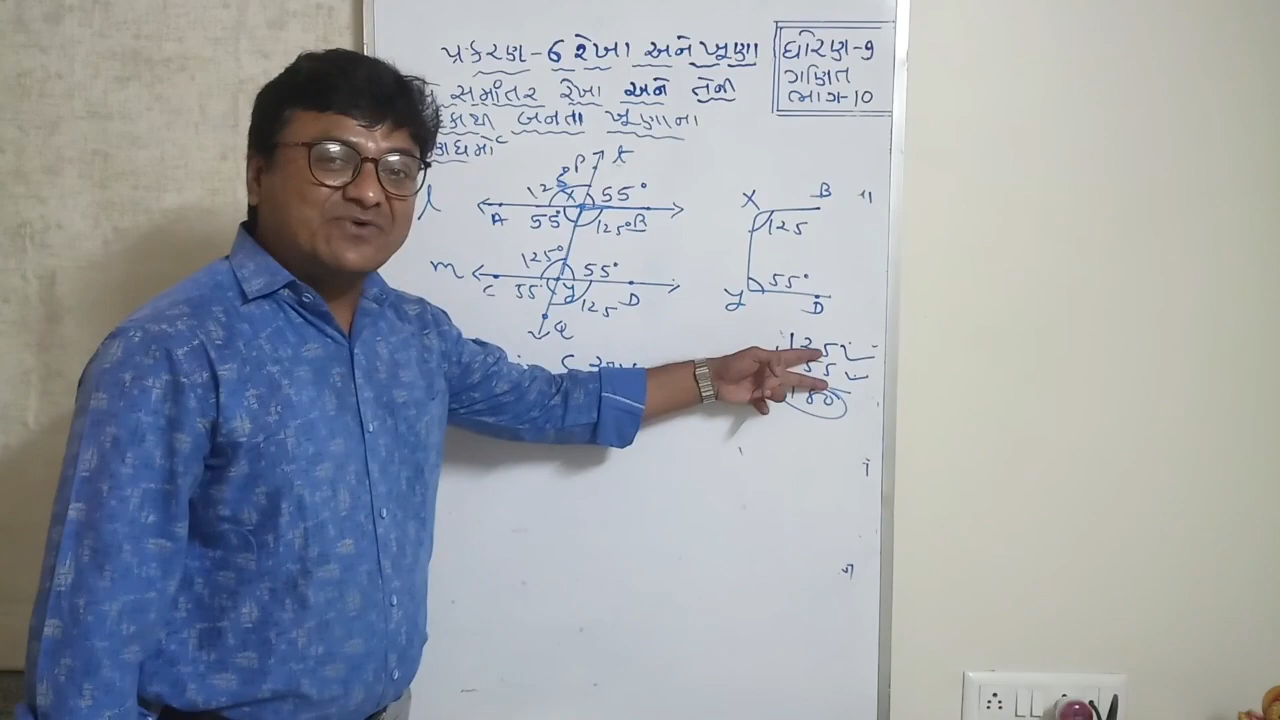 પ્રકરણ-6 રેખા અને ખૂણા
સમાંતર રેખા અને તેની
બનતા ખૂણાના
ધોરણ-9
ગણિત
ભાગ-10
P t
125° X 55°
l A 55° 125° B
125° 55°
m C 55° Y 125 D
Q
X B
125
55°
Y D
125
55
180